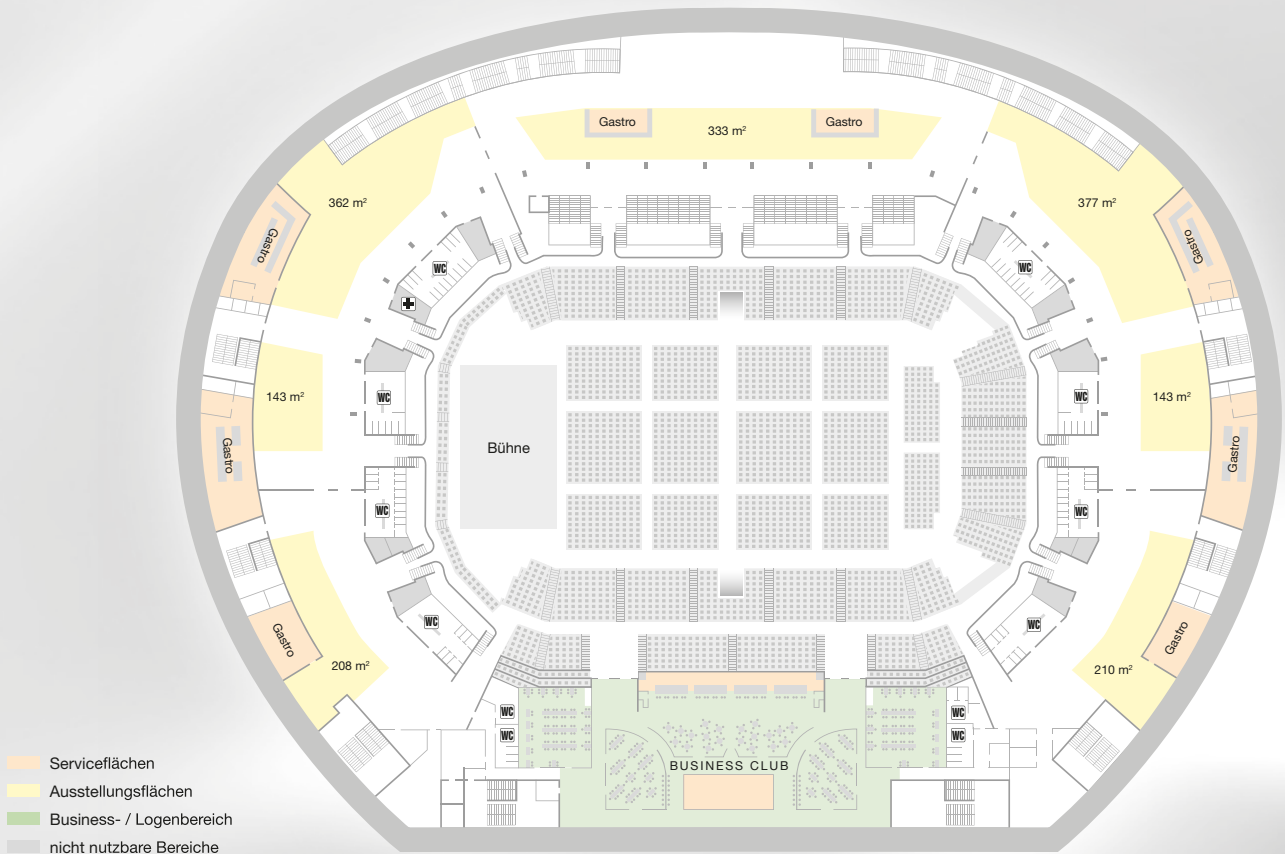 Gastro
333 m²
Gastro
362 m²
377 m²
Gastro
Gastro
WC
WC
143 m²
WC
WC
143 m²
Gastro
Bühne
Gastro
WC
WC
Gastro
WC
WC
Gastro
208 m²
210 m²
WC
WC
WC
WC
BUSINESS CLUB
Serviceflächen
Ausstellungsflächen
Business- / Logenbereich
nicht nutzbare Bereiche